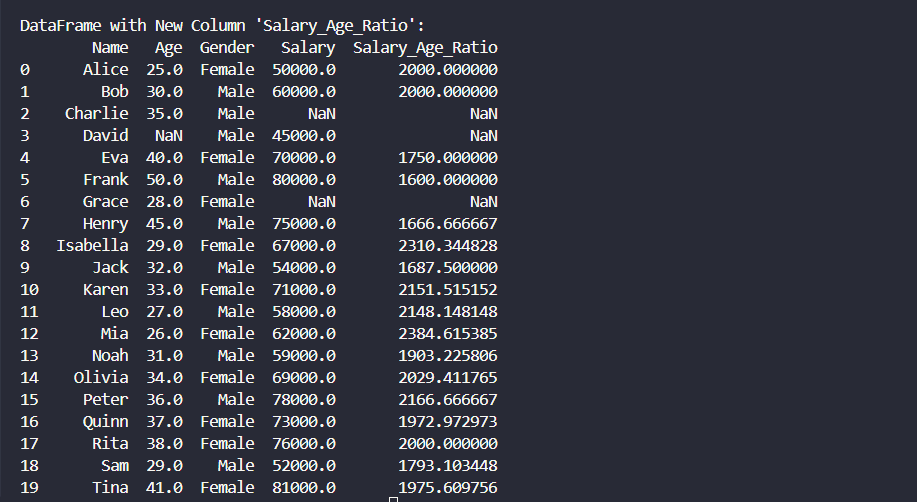 DataFrame with New Column 'Salary_Age_Ratio':
        Name   Age  Gender   Salary  Salary_Age_Ratio
0      Alice  25.0  Female  50000.0       2000.000000
1        Bob  30.0    Male  60000.0       2000.000000
2    Charlie  35.0    Male      NaN               NaN
3      David   NaN    Male  45000.0               NaN
4        Eva  40.0  Female  70000.0       1750.000000
5      Frank  50.0    Male  80000.0       1600.000000
6      Grace  28.0  Female      NaN               NaN
7      Henry  45.0    Male  75000.0       1666.666667
8   Isabella  29.0  Female  67000.0       2310.344828
9       Jack  32.0    Male  54000.0       1687.500000
10     Karen  33.0  Female  71000.0       2151.515152
11       Leo  27.0    Male  58000.0       2148.148148
12       Mia  26.0  Female  62000.0       2384.615385
13      Noah  31.0    Male  59000.0       1903.225806
14    Olivia  34.0  Female  69000.0       2029.411765
15     Peter  36.0    Male  78000.0       2166.666667
16     Quinn  37.0  Female  73000.0       1972.972973
17      Rita  38.0  Female  76000.0       2000.000000
18       Sam  29.0    Male  52000.0       1793.103448
19      Tina  41.0  Female  81000.0       1975.609756